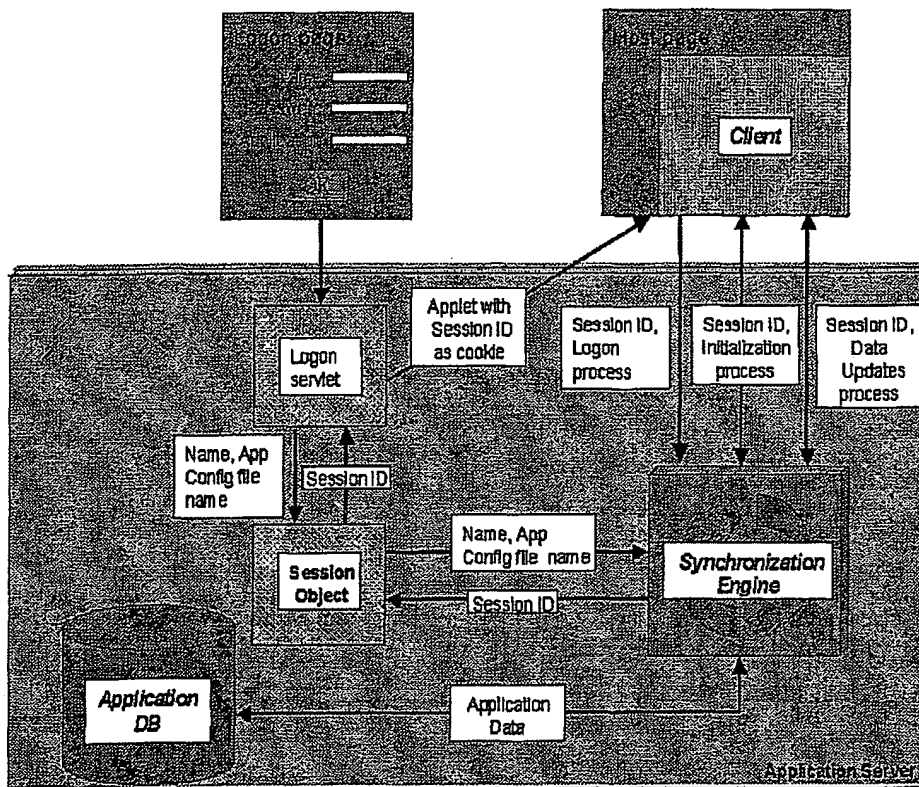 Logon page
Host page
OK
Client
Applet with
Session ID
as cookie
Session ID,
Logon
process
Session ID,
Initialization
process
Session ID,
Data
Updates
process
Logon
servlet
Name, App
Config file
name
Session ID
Session
Object
Name, App
Config file name
Session ID
Synchronization
Engine
Application
DB
Application
Data
Application Server